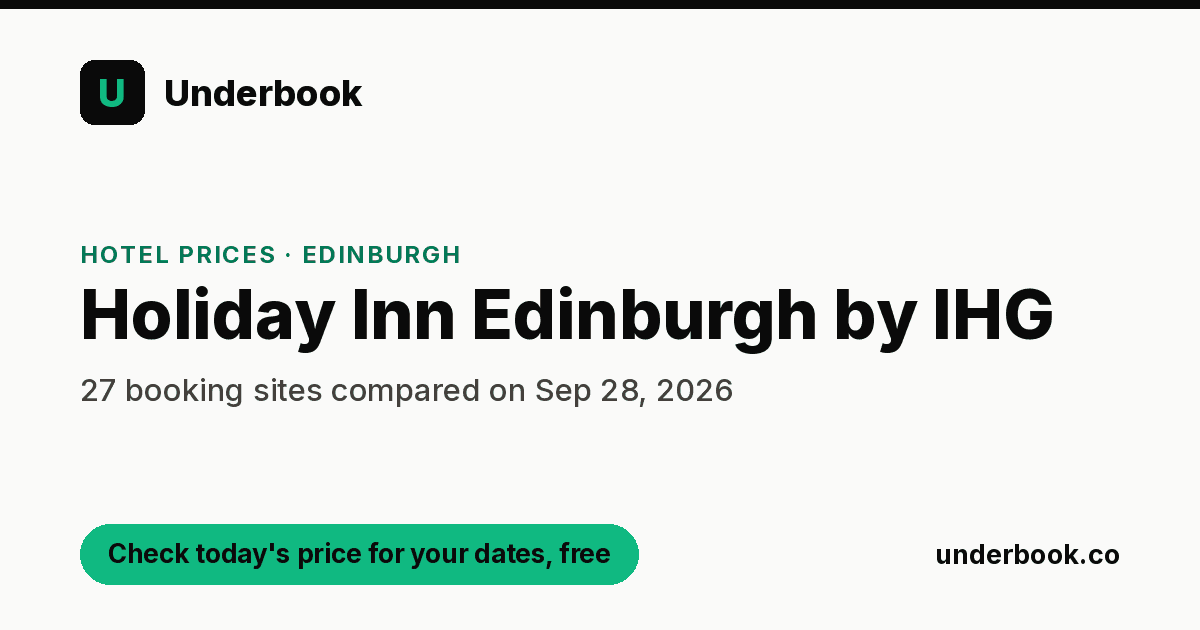 U Underbook
HOTEL PRICES · EDINBURGH
Holiday Inn Edinburgh by IHG
27 booking sites compared on Sep 28, 2026
Check today's price for your dates, free
underbook.co